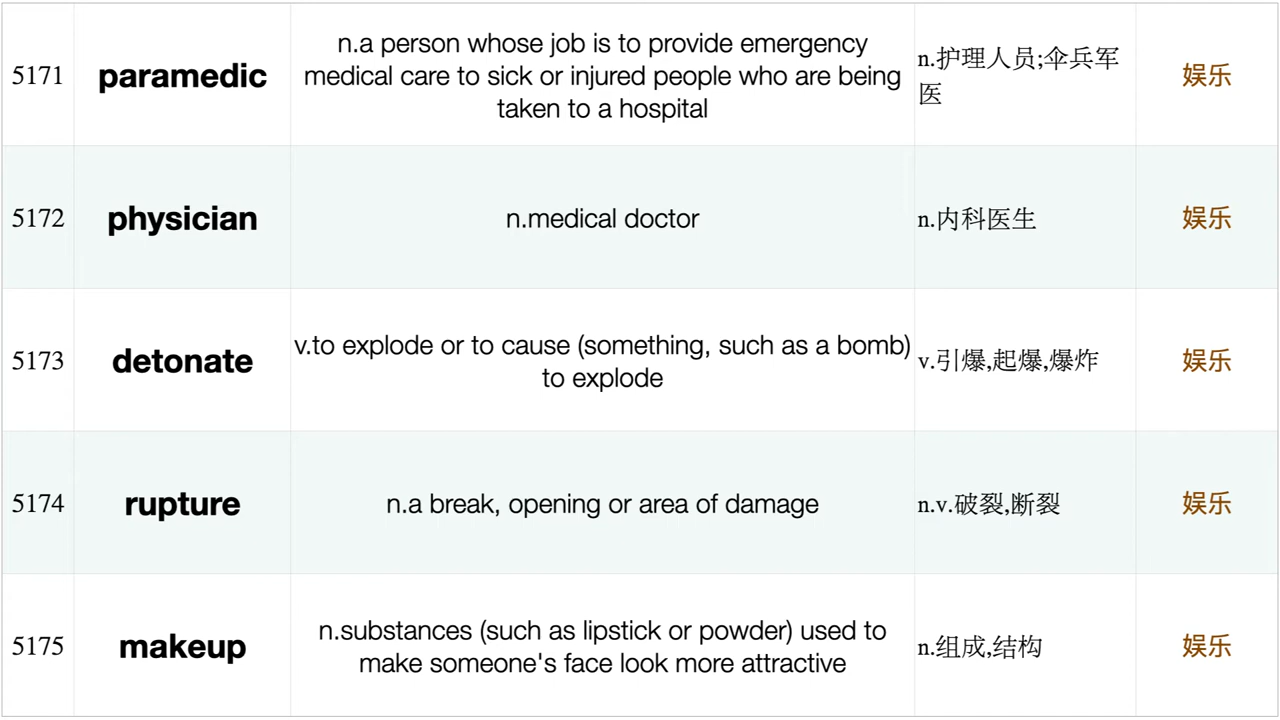 5171
paramedic
n.a person whose job is to provide emergency
medical care to sick or injured people who are being
taken to a hospital
n.护理人员;伞兵军
医
娱乐
5172
physician
n.medical doctor
n.内科医生
娱乐
5173
detonate
v.to explode or to cause (something, such as a bomb)
to explode
v.引爆,起爆,爆炸
娱乐
5174
rupture
n.a break, opening or area of damage
n.v.破裂,断裂
娱乐
5175
makeup
n.substances (such as lipstick or powder) used to
make someone's face look more attractive
n.组成,结构
娱乐